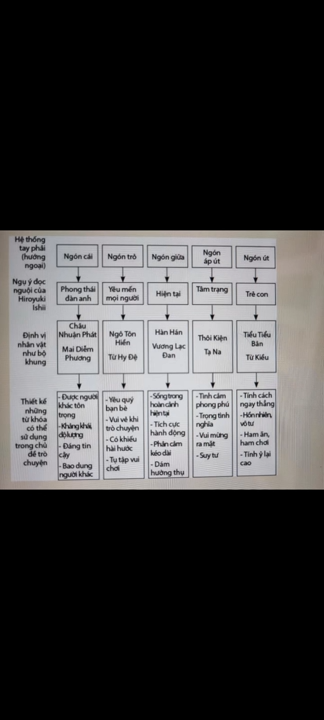 Hệ thống
tay phải
(hướng
ngoại)
Ngón cái
Ngón trỏ
Ngón giữa
Ngón
áp út
Ngón út
Ngụ ý đọc
nguội của
Hiroyuki
Ishii
Phong thái
đàn anh
Yêu mến
mọi người
Hiện tại
Tâm trạng
Trẻ con
Định vị
nhân vật
như bộ
khung
Châu
Nhuận Phát
Mai Diễm
Phương
Ngô Tôn
Hiến
Từ Hy Đệ
Hàn Hán
Vương Lạc
Đan
Thôi Kiện
Tạ Na
Tiểu Tiểu
Bân
Từ Kiều
Thiết kế
những
từ khóa
có thể
sử dụng
trong chủ
đề trò
chuyện
- Được người
khác tôn
trọng
- Khảng khái,
độ lượng
- Đáng tin
cậy
- Bao dung
người khác
- Yêu quý
bạn bè
- Vui vẻ khi
trò chuyện
- Có khiếu
hài hước
- Tụ tập vui
chơi
- Sống trong
hoàn cảnh
hiện tại
- Tích cực
hành động
- Phản cảm
kéo dài
- Dám
hưởng thụ
- Tình cảm
phong phú
- Trọng tình
nghĩa
- Vui mừng
ra mặt
- Suy tư
- Tính cách
ngay thẳng
- Hồn nhiên,
vô tư
- Ham ăn,
ham chơi
- Tính ỷ lại
cao